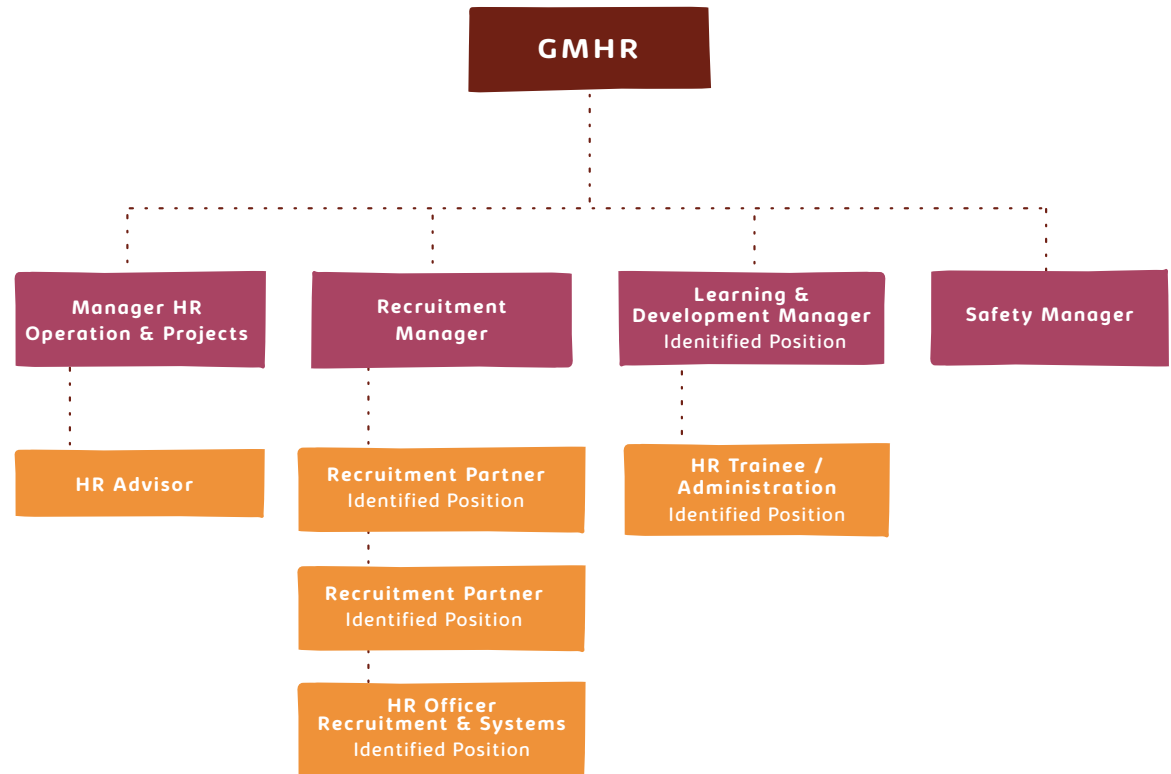 GMHR
Manager HR
Operation & Projects
Recruitment
Manager
Learning &
Development Manager
Idenitified Position
Safety Manager
HR Advisor
Recruitment Partner
Identified Position
HR Trainee /
Administration
Identified Position
Recruitment Partner
Identified Position
HR Officer
Recruitment & Systems
Identified Position